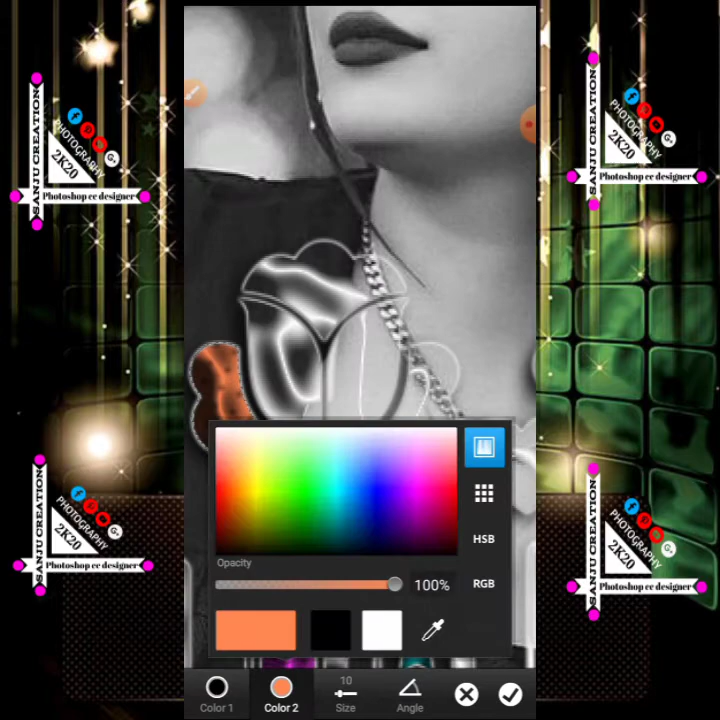 SANJU CREATION
PHOTOGRAPHY
2K20
Photoshop cc designer
f
G+
SANJU CREATION
PHOTOGRAPHY
2K20
Photoshop cc designer
f
G+
HSB
Opacity
100%
RGB
SANJU CREATION
PHOTOGRAPHY
2K20
Photoshop cc designer
f
G+
SANJU CREATION
PHOTOGRAPHY
2K20
Photoshop cc designer
f
G+
10
Color 1
Color 2
Size
Angle